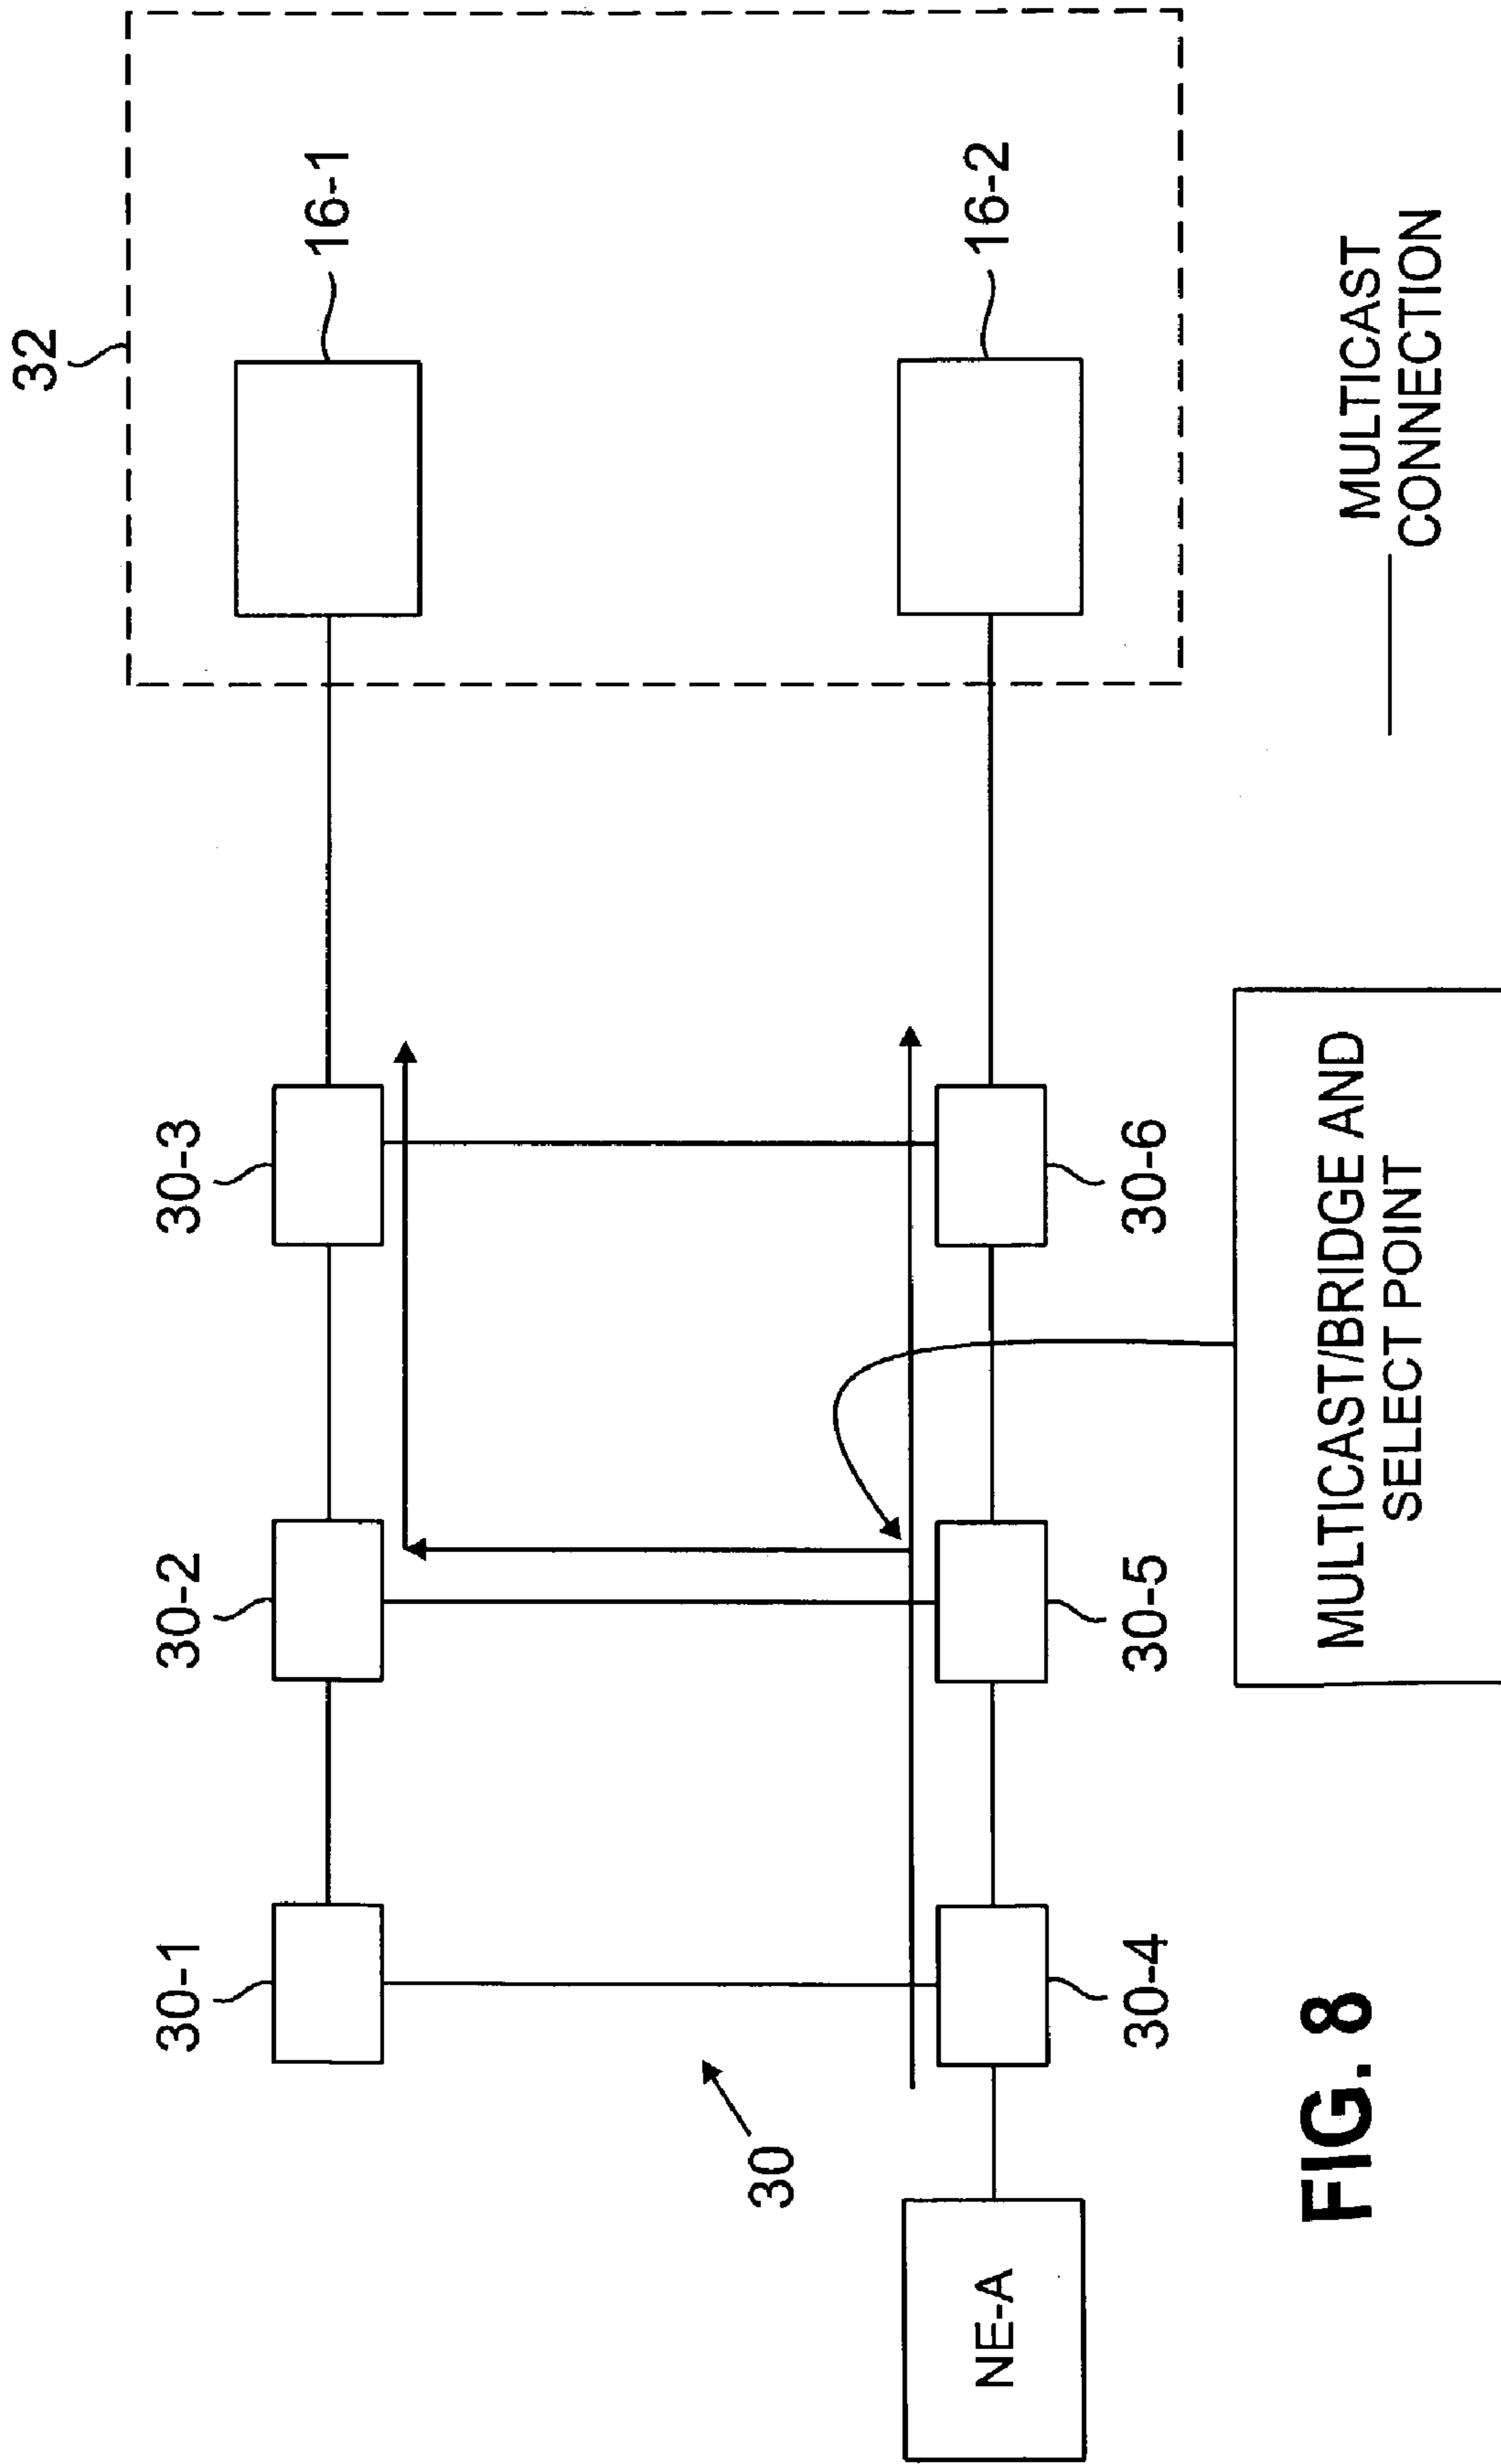 32
16-1
16-2
30-3
30-6
30-2
30-5
30-1
30-4
30
NE-A
MULTICAST
CONNECTION
MULTICAST/BRIDGE AND
SELECT POINT
FIG. 8